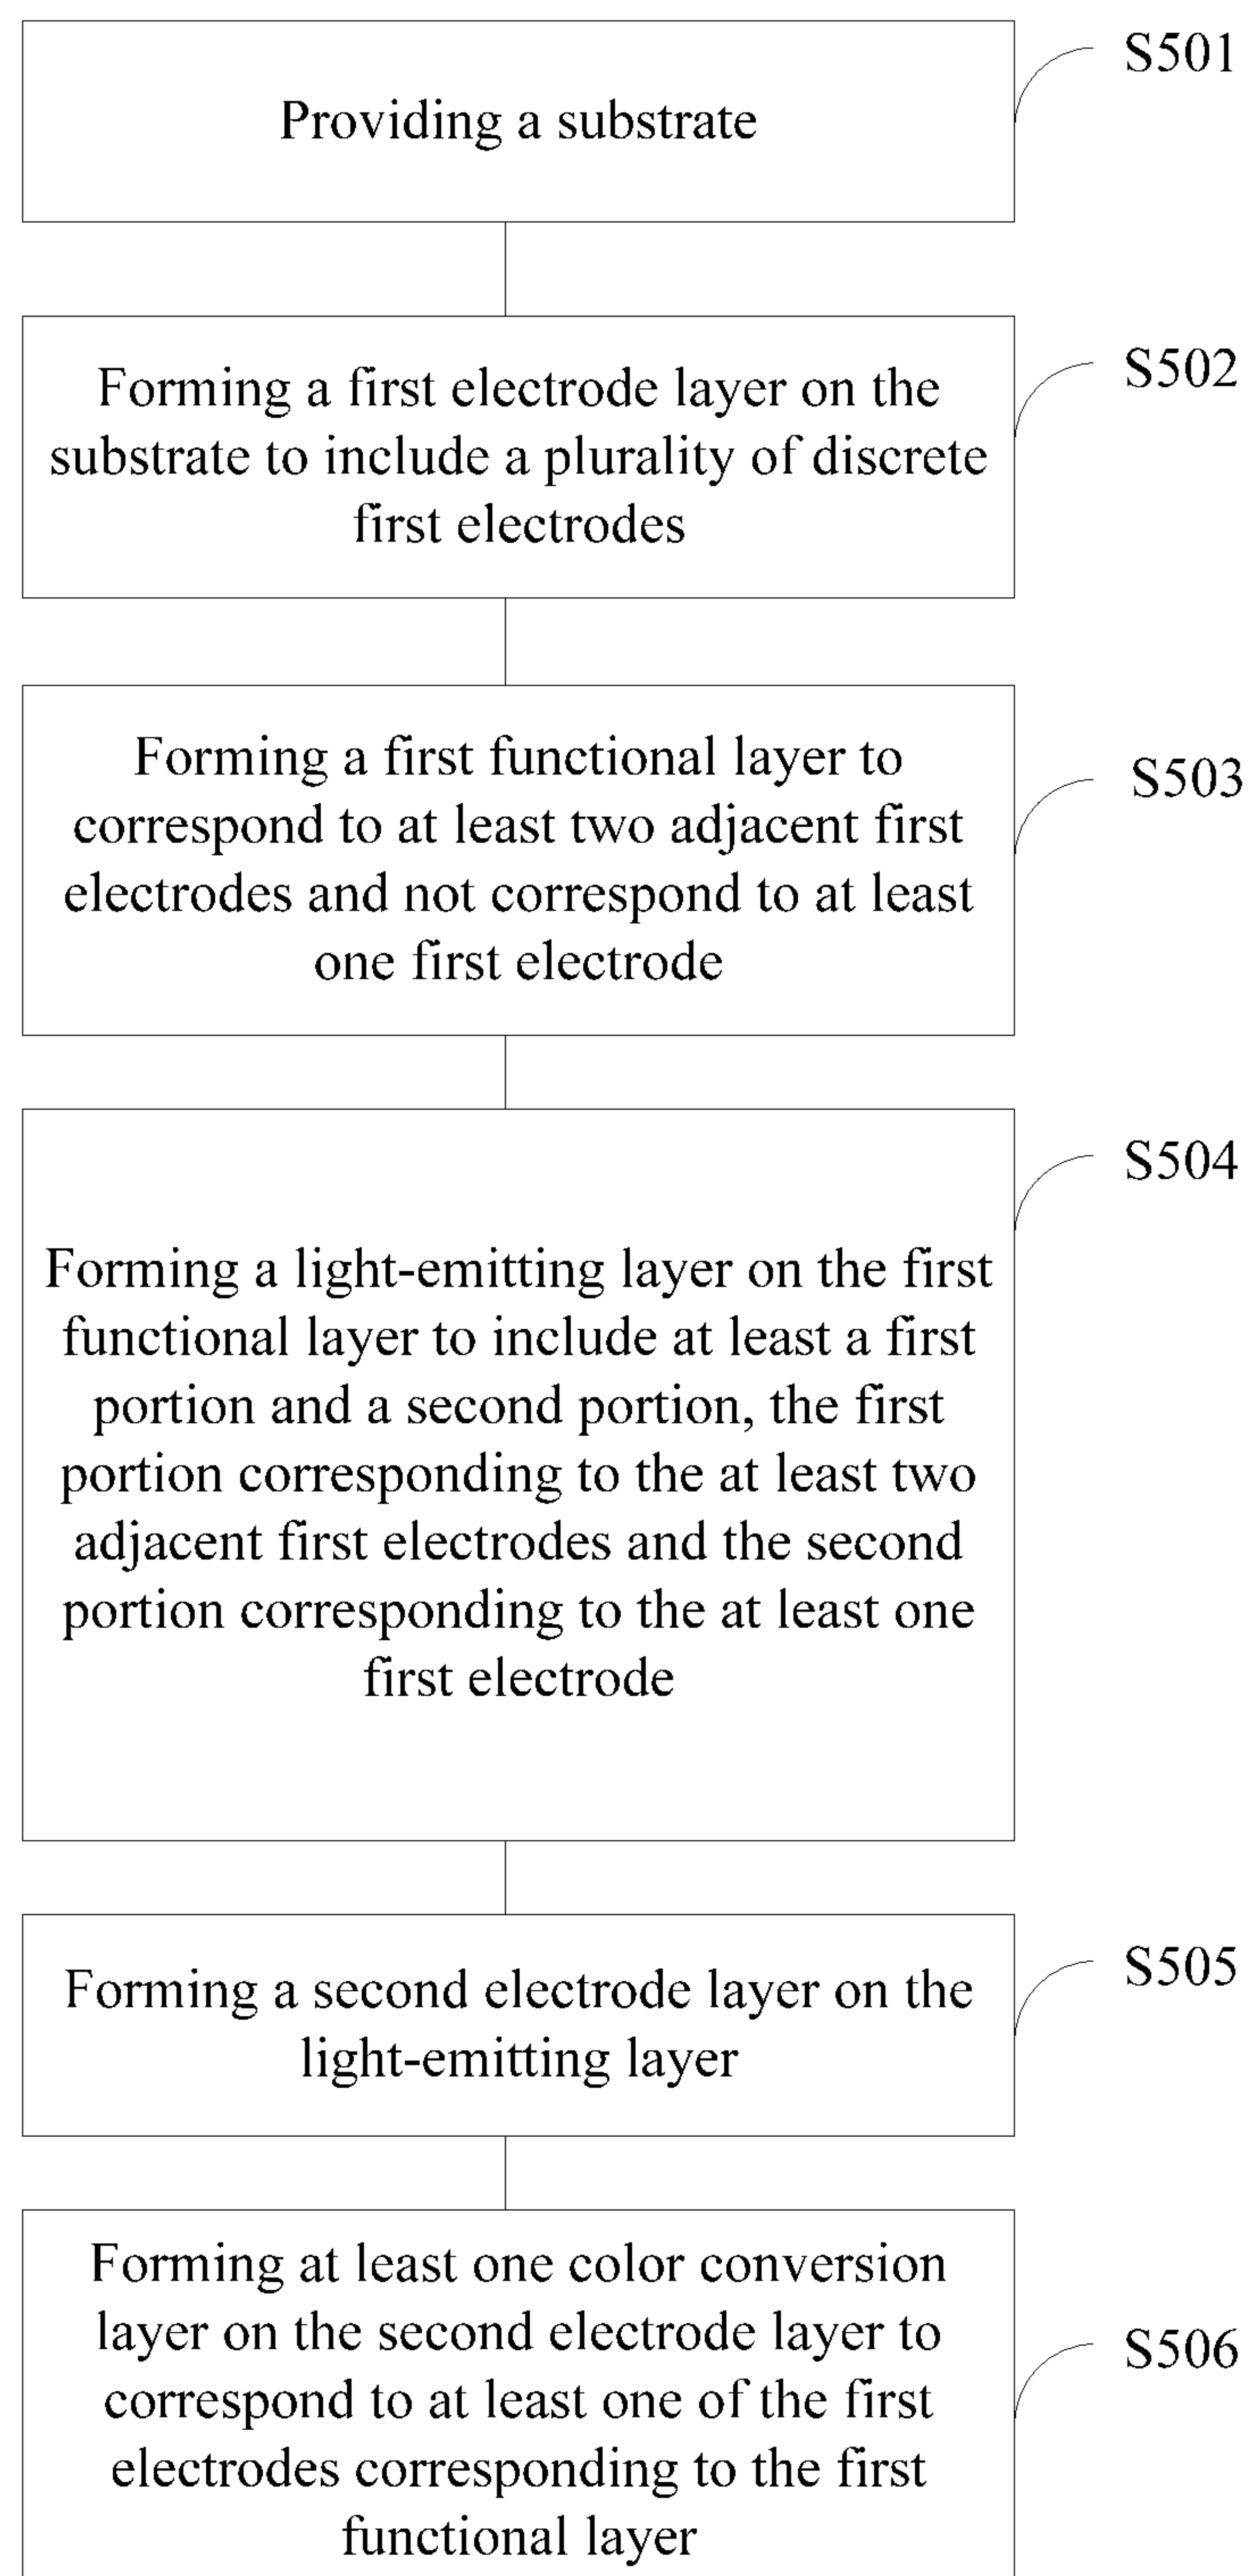 Providing a substrate
S501
Forming a first electrode layer on the
substrate to include a plurality of discrete
first electrodes
S502
Forming a first functional layer to
correspond to at least two adjacent first
electrodes and not correspond to at least
one first electrode
S503
Forming a light-emitting layer on the first
functional layer to include at least a first
portion and a second portion, the first
portion corresponding to the at least two
adjacent first electrodes and the second
portion corresponding to the at least one
first electrode
S504
Forming a second electrode layer on the
light-emitting layer
S505
Forming at least one color conversion
layer on the second electrode layer to
correspond to at least one of the first
electrodes corresponding to the first
functional layer
S506